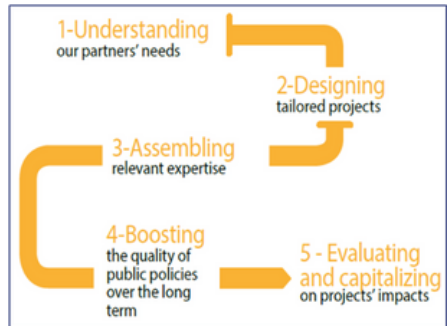 1-Understanding
our partners' needs
2-Designing
tailored projects
3-Assembling
relevant expertise
4-Boosting
the quality of
public policies
over the long
term
5 - Evaluating
and capitalizing
on projects' impacts